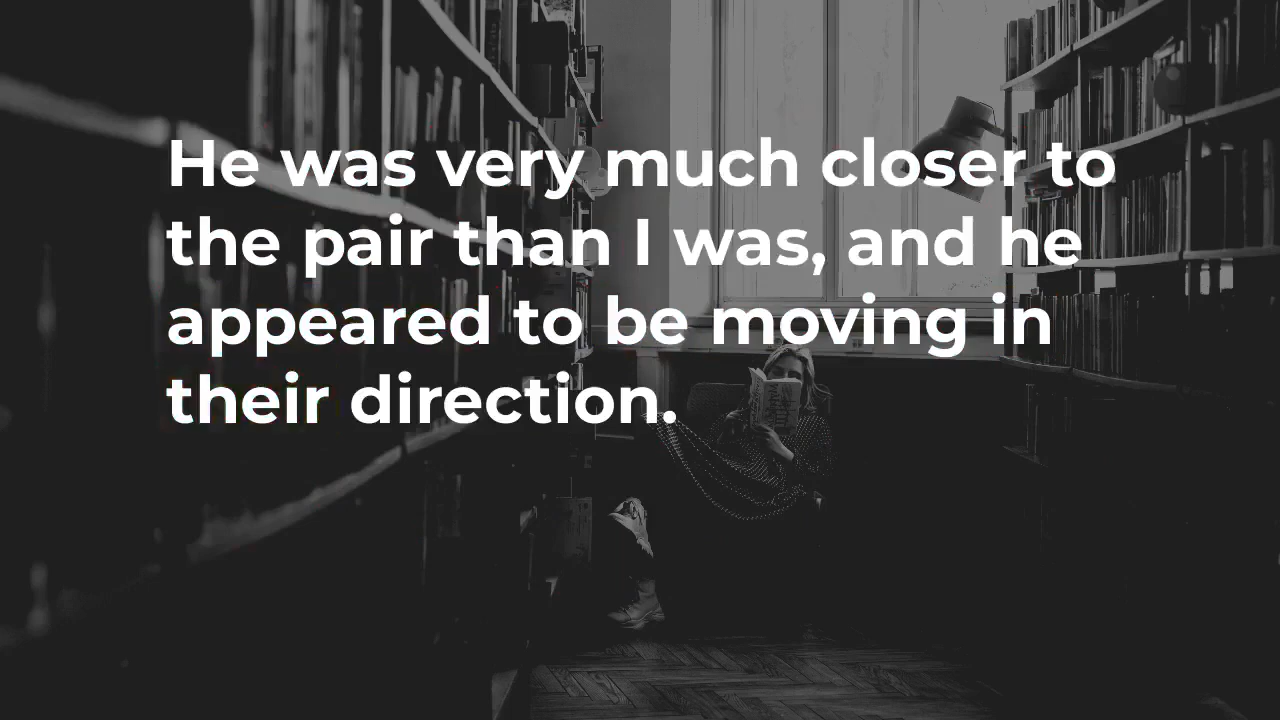 He was very much closer to
the pair than I was, and he
appeared to be moving in
their direction.